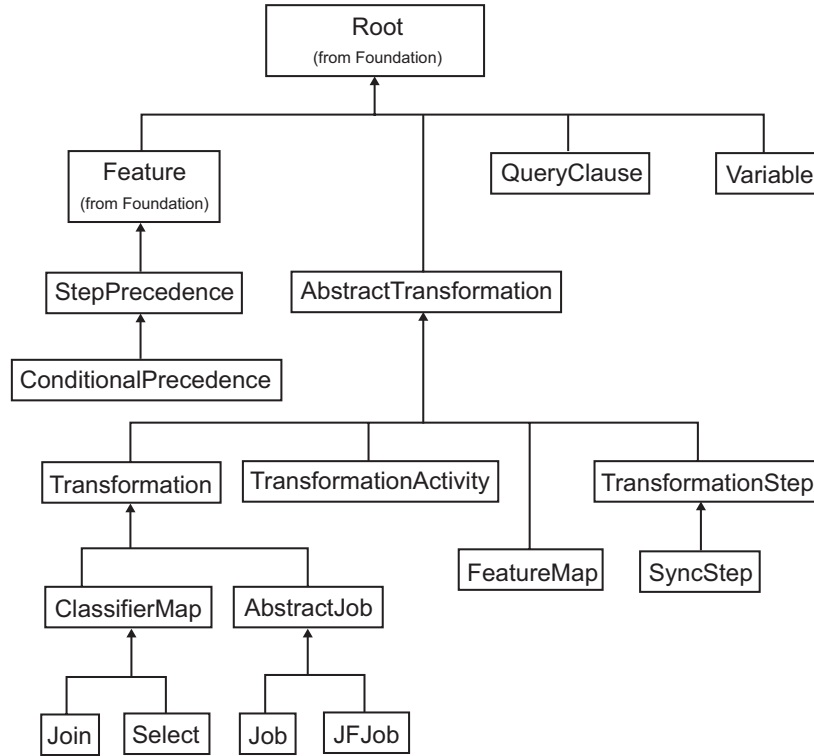 Root
(from Foundation)
Feature
(from Foundation)
QueryClause
Variable
StepPrecedence
AbstractTransformation
ConditionalPrecedence
Transformation
TransformationActivity
TransformationStep
FeatureMap
SyncStep
ClassifierMap
AbstractJob
Join
Select
Job
JFJob